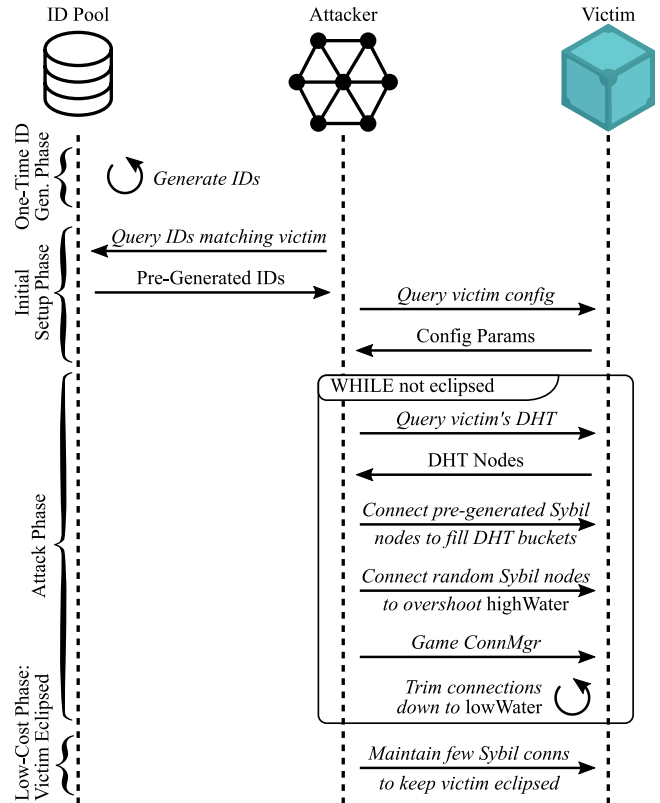 ID Pool
Attacker
Victim
One-Time ID
Gen. Phase
Generate IDs
Initial
Setup Phase
Query IDs matching victim
Pre-Generated IDs
Query victim config
Config Params
Attack Phase
WHILE not eclipsed
Query victim's DHT
DHT Nodes
Connect pre-generated Sybil
nodes to fill DHT buckets
Connect random Sybil nodes
to overshoot highWater
Game ConnMgr
Trim connections
down to lowWater
Low-Cost Phase:
Victim Eclipsed
Maintain few Sybil conns
to keep victim eclipsed